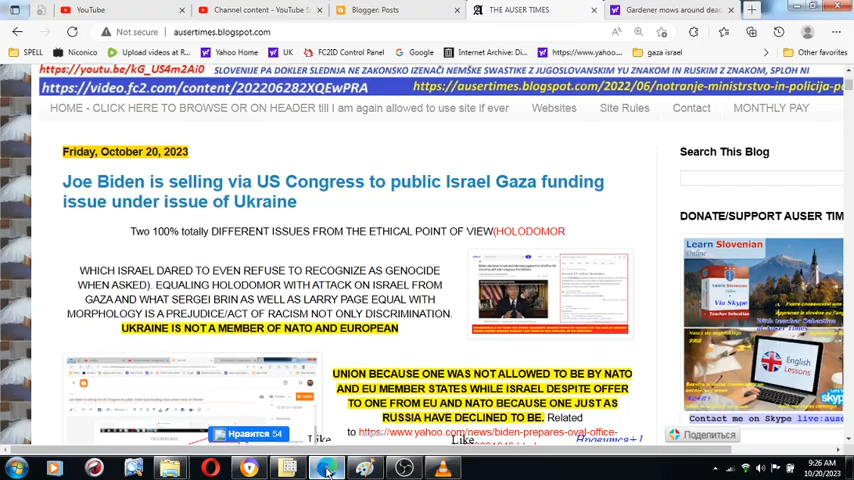 YouTube
Channel content - YouTube S
Blogger: Posts
THE AUSER TIMES
Gardener mows around dea
Not secure
ausertimes.blogspot.com
SPELL
Niconico
Upload videos at R...
Yahoo Home
UK
FC2ID Control Panel
Google
Internet Archive: Di...
https://www.yahoo....
gaza israel
Other favorites
https://youtu.be/kG_US4m2Ai0 SLOVENIJE PA DOKLER SLEDNJA NE ZAKONSKO IZENAČI NEMŠKE SWASTIKE Z JUGOSLOVANSKIM YU ZNAKOM IN RUSKIM Z ZNAKOM, SPLOH NI
https://video.fc2.com/content/202206282XQEwPRA
https://ausertimes.blogspot.com/2022/06/notranje-ministrstvo-in-policija-p
HOME - CLICK HERE TO BROWSE OR ON HEADER till I am again allowed to use site if ever
Websites
Site Rules
Contact
MONTHLY PAY
Friday, October 20, 2023
Search This Blog
Joe Biden is selling via US Congress to public Israel Gaza funding
issue under issue of Ukraine
DONATE/SUPPORT AUSER TIMES
Two 100% totally DIFFERENT ISSUES FROM THE ETHICAL POINT OF VIEW(HOLODOMOR
WHICH ISRAEL DARED TO EVEN REFUSE TO RECOGNIZE AS GENOCIDE
WHEN ASKED). EQUALING HOLODOMOR WITH ATTACK ON ISRAEL FROM
GAZA AND WHAT SERGEI BRIN AS WELL AS LARRY PAGE EQUAL WITH
MORPHOLOGY IS A PREJUDICE/ACT OF RACISM NOT ONLY DISCRIMINATION.
UKRAINE IS NOT A MEMBER OF NATO AND EUROPEAN
UNION BECAUSE ONE WAS NOT ALLOWED TO BE BY NATO
AND EU MEMBER STATES WHILE ISRAEL DESPITE OFFER
TO ONE FROM EU AND NATO BECAUSE ONE JUST AS
RUSSIA HAVE DECLINED TO BE. Related
to https://www.yahoo.com/news/biden-prepares-oval-office-
Learn Slovenian
Online
Via Skype
English
Lessons
Contact me on Skype live:ause
Нравится 54
Like
Like
Нравится+1
Поделиться
9:26 AM
10/20/2023